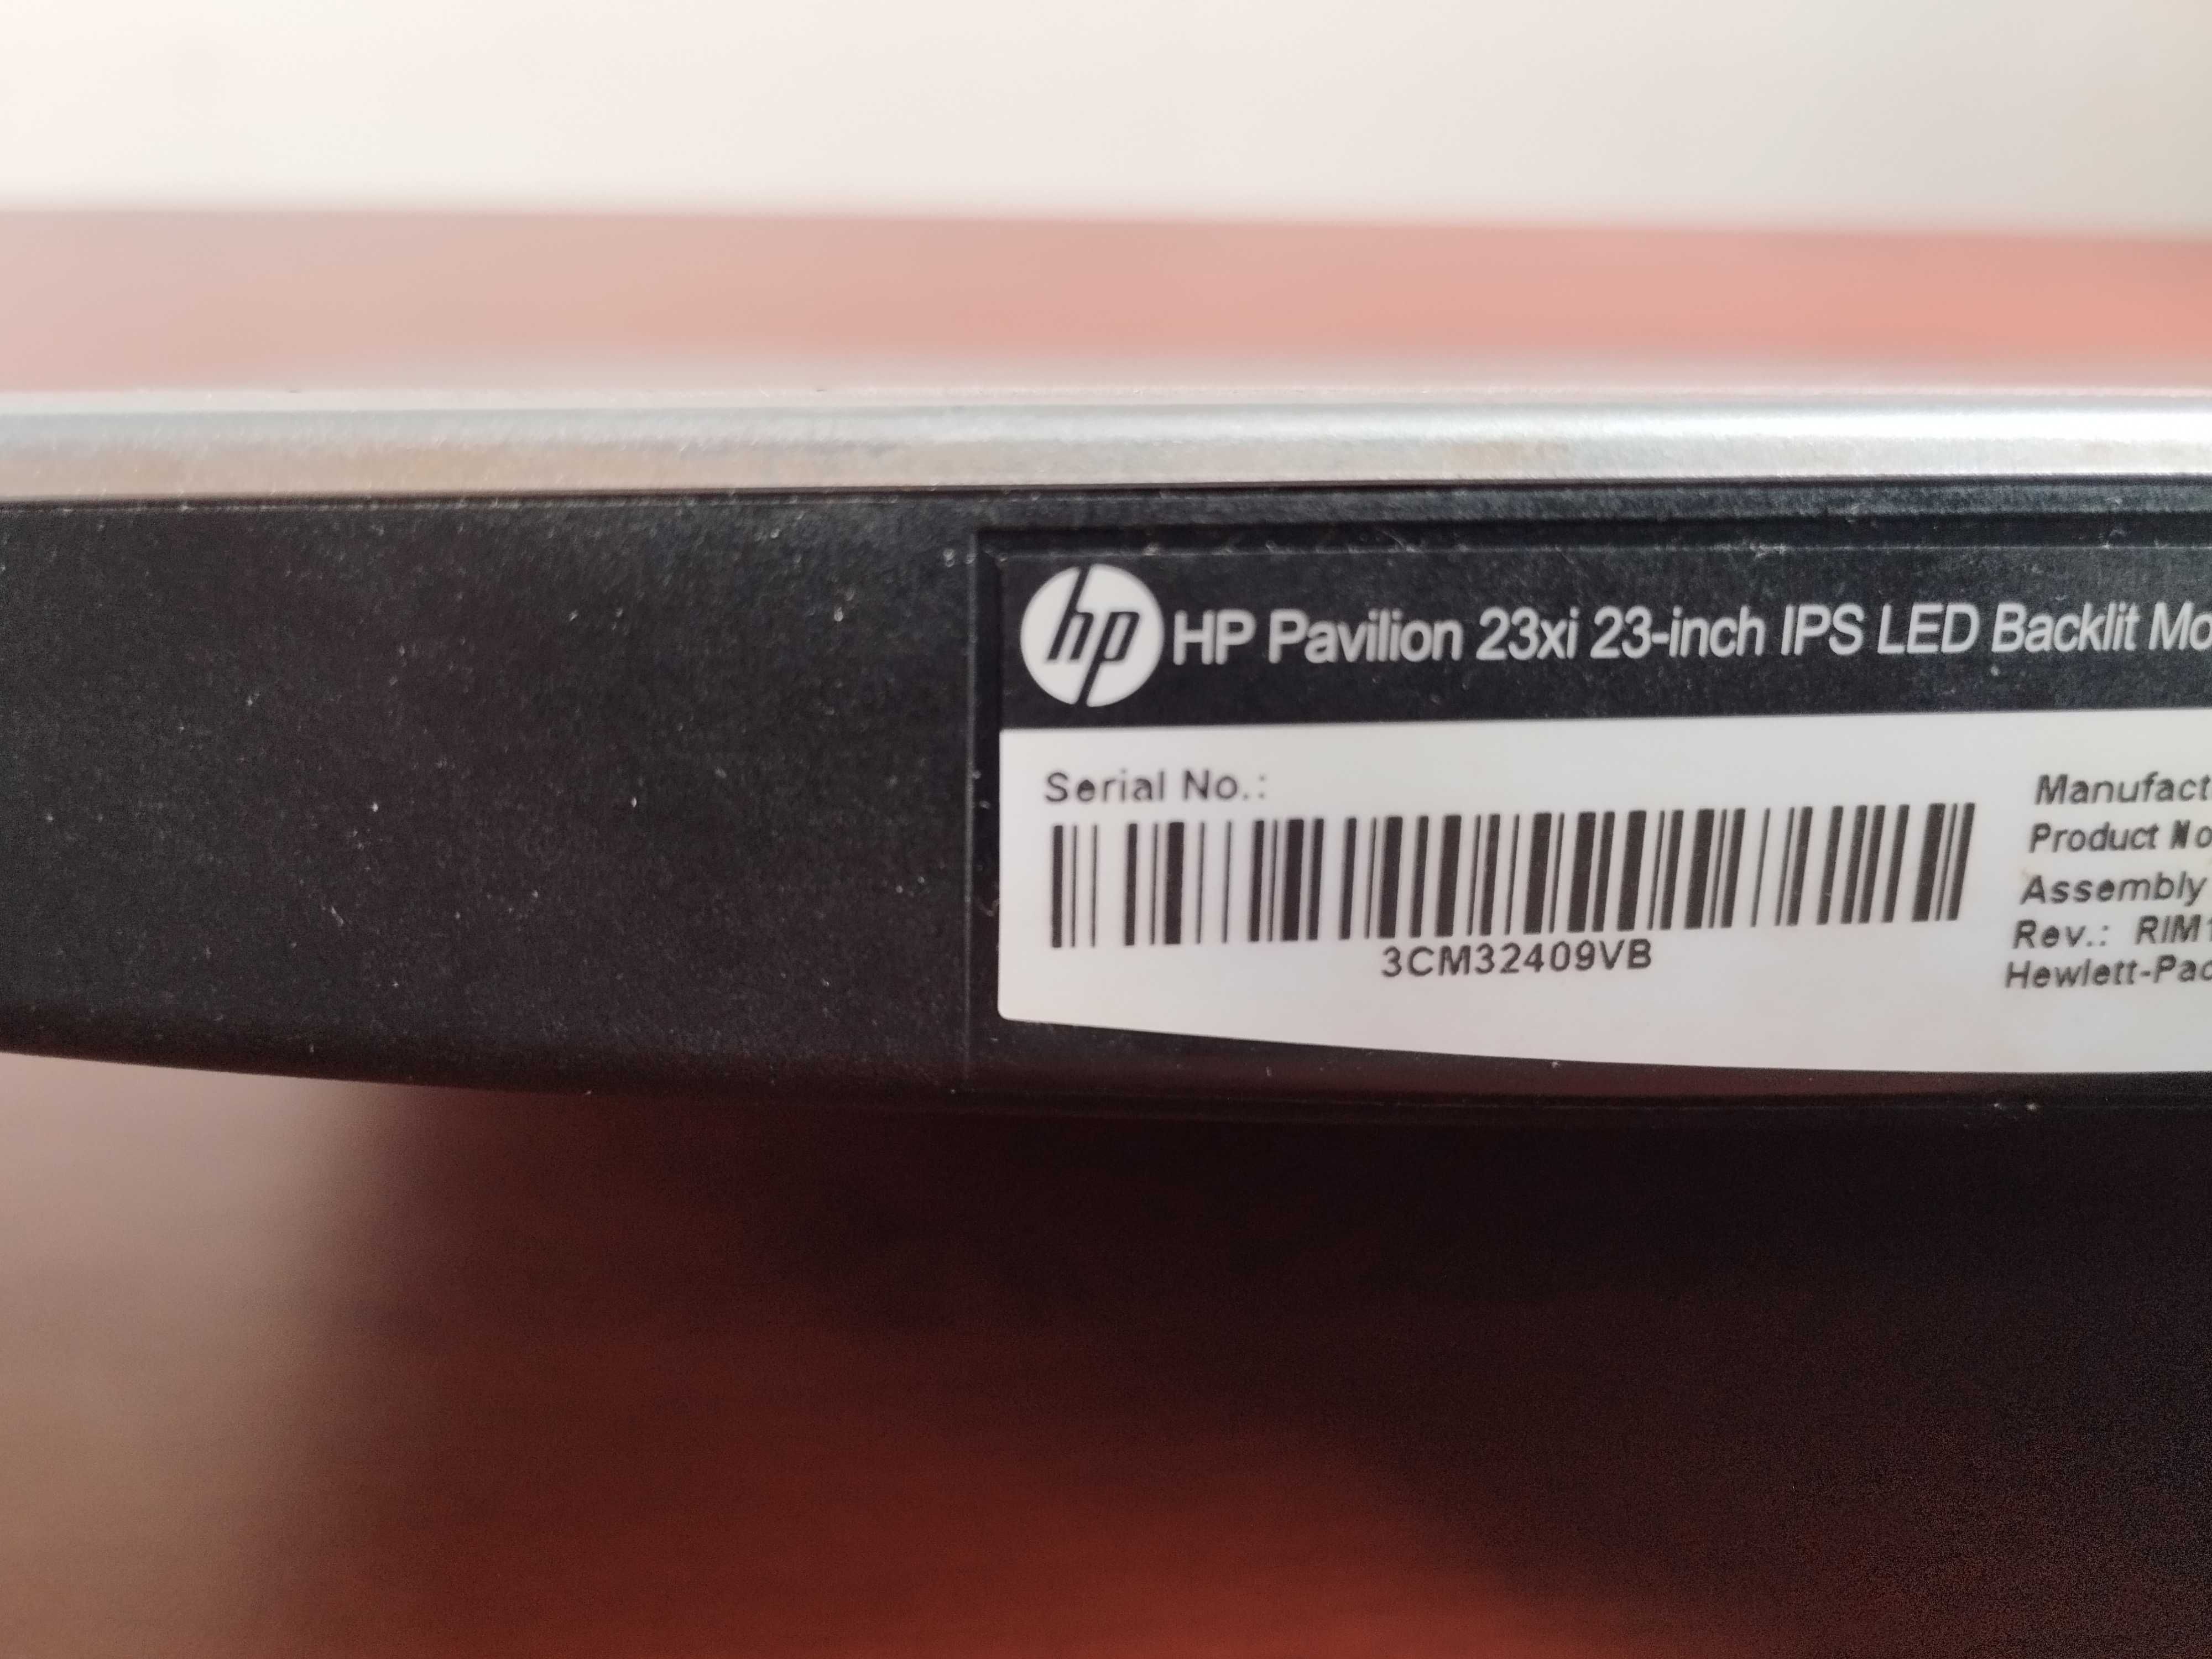 hp HP Pavilion 23xi 23-inch IPS LED Backlit Mo
Serial No.:
3CM32409VB
Manufact
Product No
Assembly
Rev.: RIM1
Hewlett-Pac